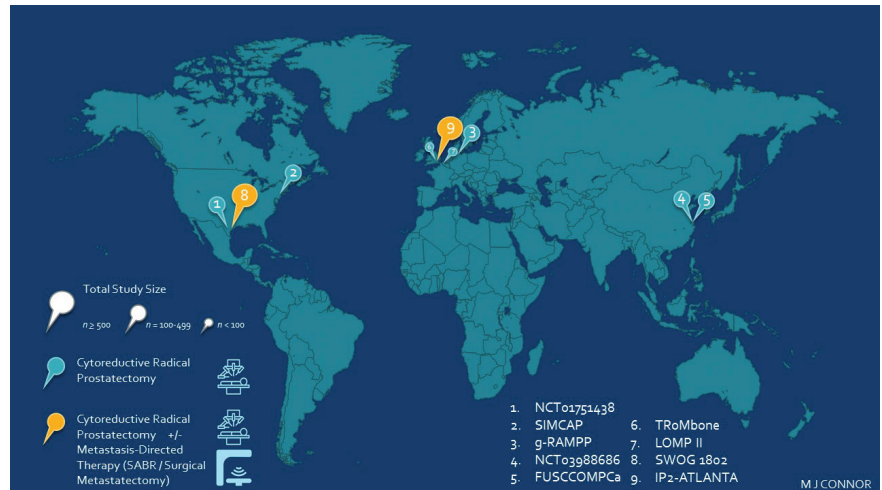 9
3
6
7
2
8
1
4
5
Total Study Size
n ≥ 500
n = 100-499
n < 100
Cytoreductive Radical
Prostatectomy
Cytoreductive Radical
Prostatectomy +/-
Metastasis-Directed
Therapy (SABR / Surgical
Metastatectomy)
1. NCT01751438
2. SIMCAP
3. g-RAMPP
4. NCT03988686
5. FUSCCOMPCa
6. TRoMbone
7. LOMP II
8. SWOG 1802
9. IP2-ATLANTA
M J CONNOR